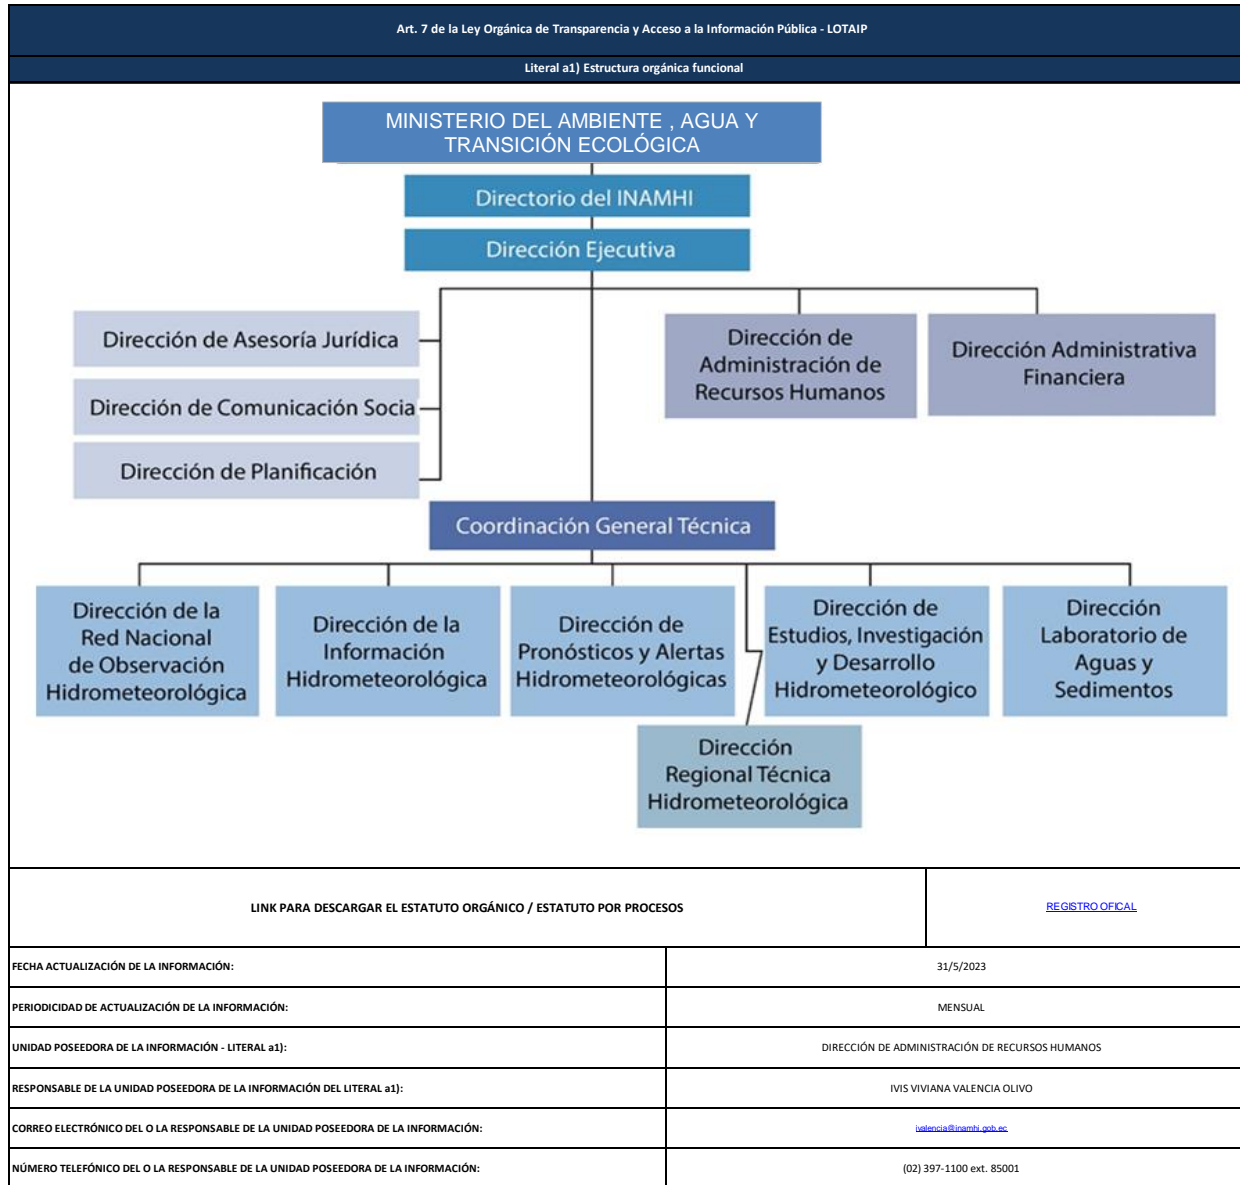 Art. 7 de la Ley Orgánica de Transparencia y Acceso a la Información Pública - LOTAIP
Literal a1) Estructura orgánica funcional
MINISTERIO DEL AMBIENTE , AGUA Y
TRANSICIÓN ECOLÓGICA
Directorio del INAMHI
Dirección Ejecutiva
Dirección de Asesoría Jurídica
Dirección de Comunicación Socia
Dirección de Planificación
Dirección de
Administración de
Recursos Humanos
Dirección Administrativa
Financiera
Coordinación General Técnica
Dirección de la
Red Nacional
de Observación
Hidrometeorológica
Dirección de la
Información
Hidrometeorológica
Dirección de
Pronósticos y Alertas
Hidrometeorológicas
Dirección de
Estudios, Investigación
y Desarrollo
Hidrometeorológico
Dirección
Laboratorio de
Aguas y
Sedimentos
Dirección
Regional Técnica
Hidrometeorológica
LINK PARA DESCARGAR EL ESTATUTO ORGÁNICO / ESTATUTO POR PROCESOS
REGISTRO OFICAL
FECHA ACTUALIZACIÓN DE LA INFORMACIÓN:
31/5/2023
PERIODICIDAD DE ACTUALIZACIÓN DE LA INFORMACIÓN:
MENSUAL
UNIDAD POSEEDORA DE LA INFORMACIÓN - LITERAL a1):
DIRECCIÓN DE ADMINISTRACIÓN DE RECURSOS HUMANOS
RESPONSABLE DE LA UNIDAD POSEEDORA DE LA INFORMACIÓN DEL LITERAL a1):
IVIS VIVIANA VALENCIA OLIVO
CORREO ELECTRÓNICO DEL O LA RESPONSABLE DE LA UNIDAD POSEEDORA DE LA INFORMACIÓN:
ivalencia@inamhi.gob.ec
NÚMERO TELEFÓNICO DEL O LA RESPONSABLE DE LA UNIDAD POSEEDORA DE LA INFORMACIÓN:
(02) 397-1100 ext. 85001